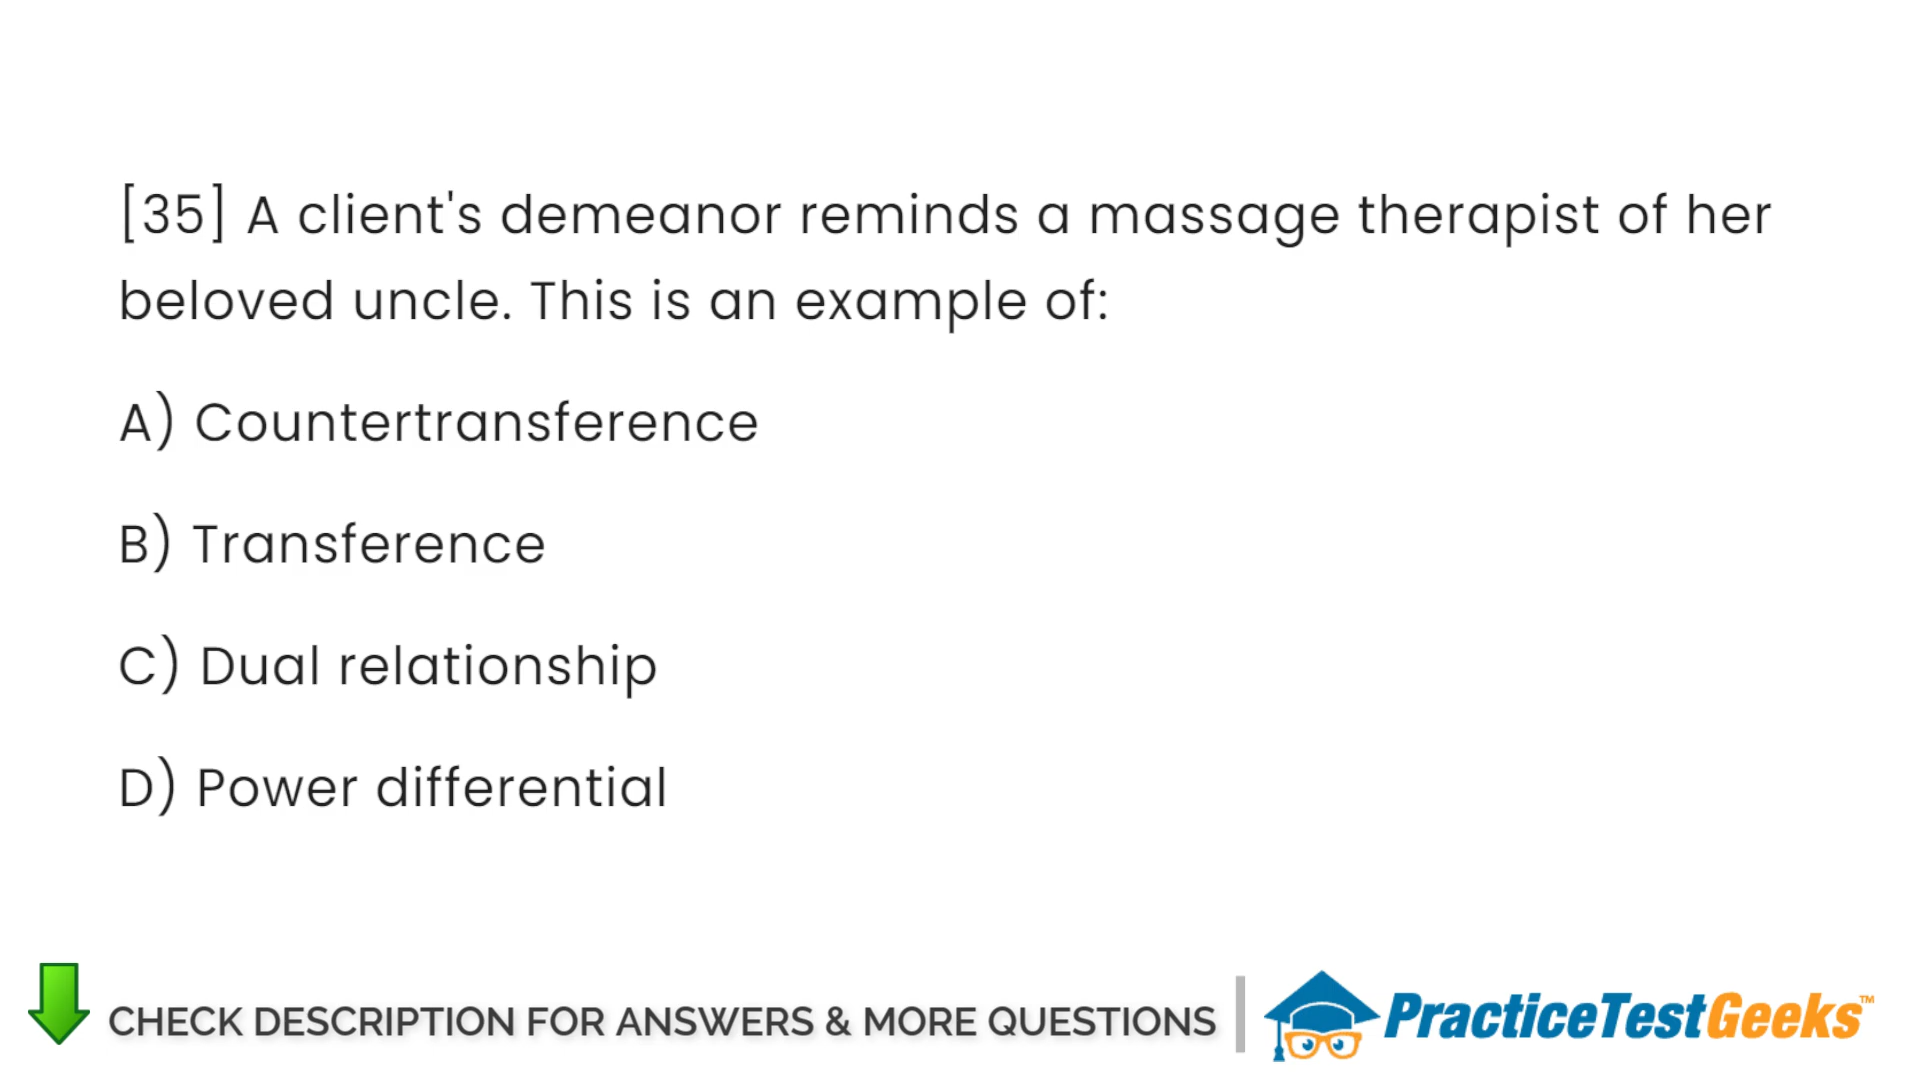 [35] A client's demeanor reminds a massage therapist of her
beloved uncle. This is an example of:
A) Countertransference
B) Transference
C) Dual relationship
D) Power differential
CHECK DESCRIPTION FOR ANSWERS & MORE QUESTIONS
PracticeTestGeeks™